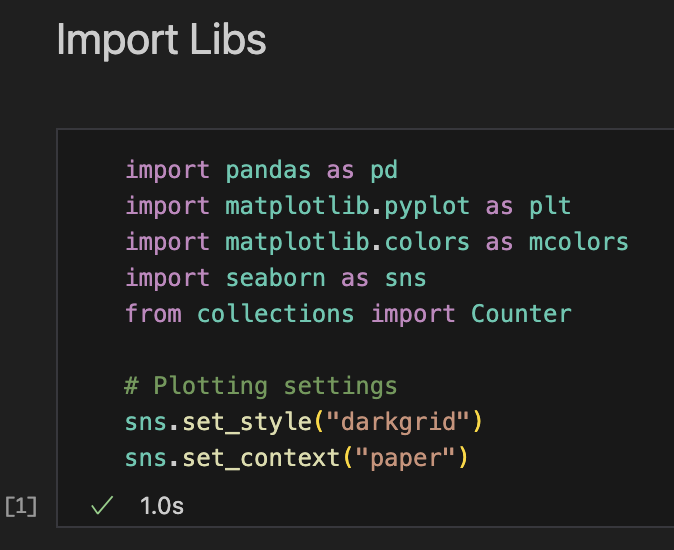 Import Libs
import pandas as pd
import matplotlib.pyplot as plt
import matplotlib.colors as mcolors
import seaborn as sns
from collections import Counter
# Plotting settings
sns.set_style("darkgrid")
sns.set_context("paper")
[1] ✓ 1.0s